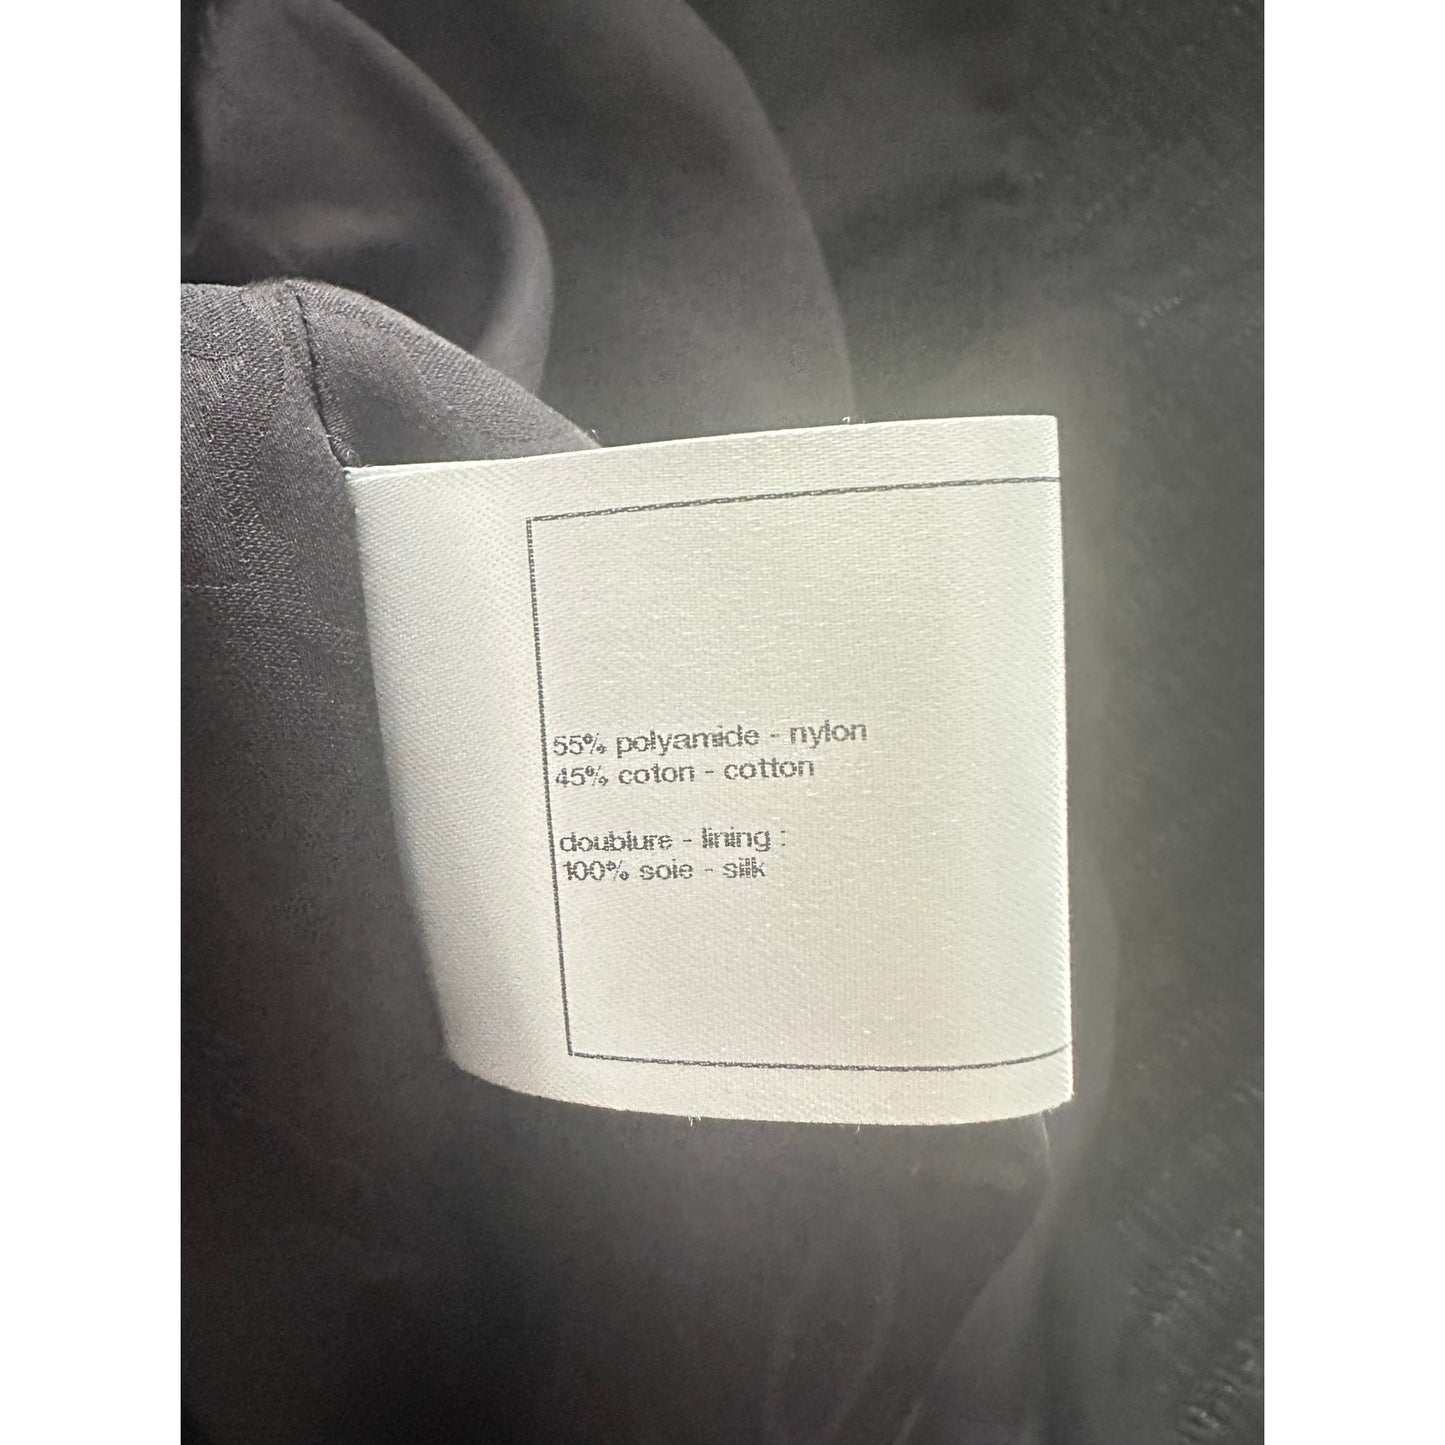 55% polyamide - nylon
45% coton - cotton
doublure - lining :
100% soie - silk